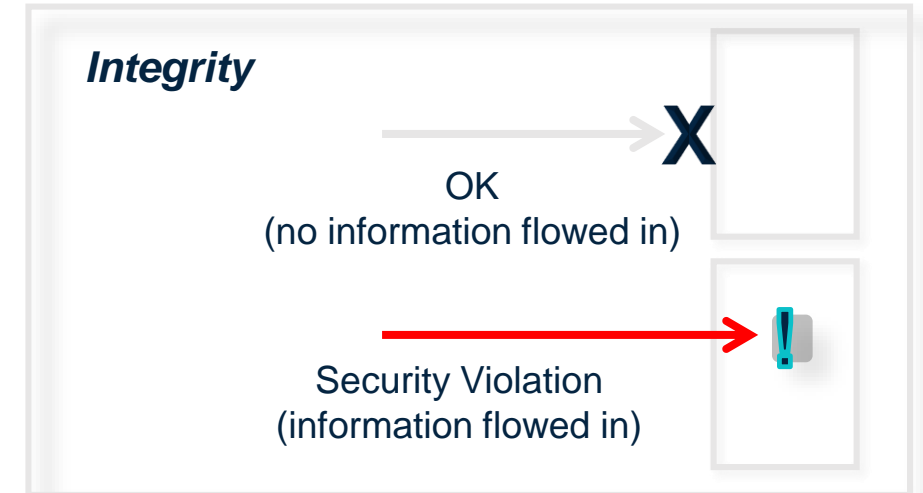 Integrity
X
OK
(no information flowed in)
!
Security Violation
(information flowed in)